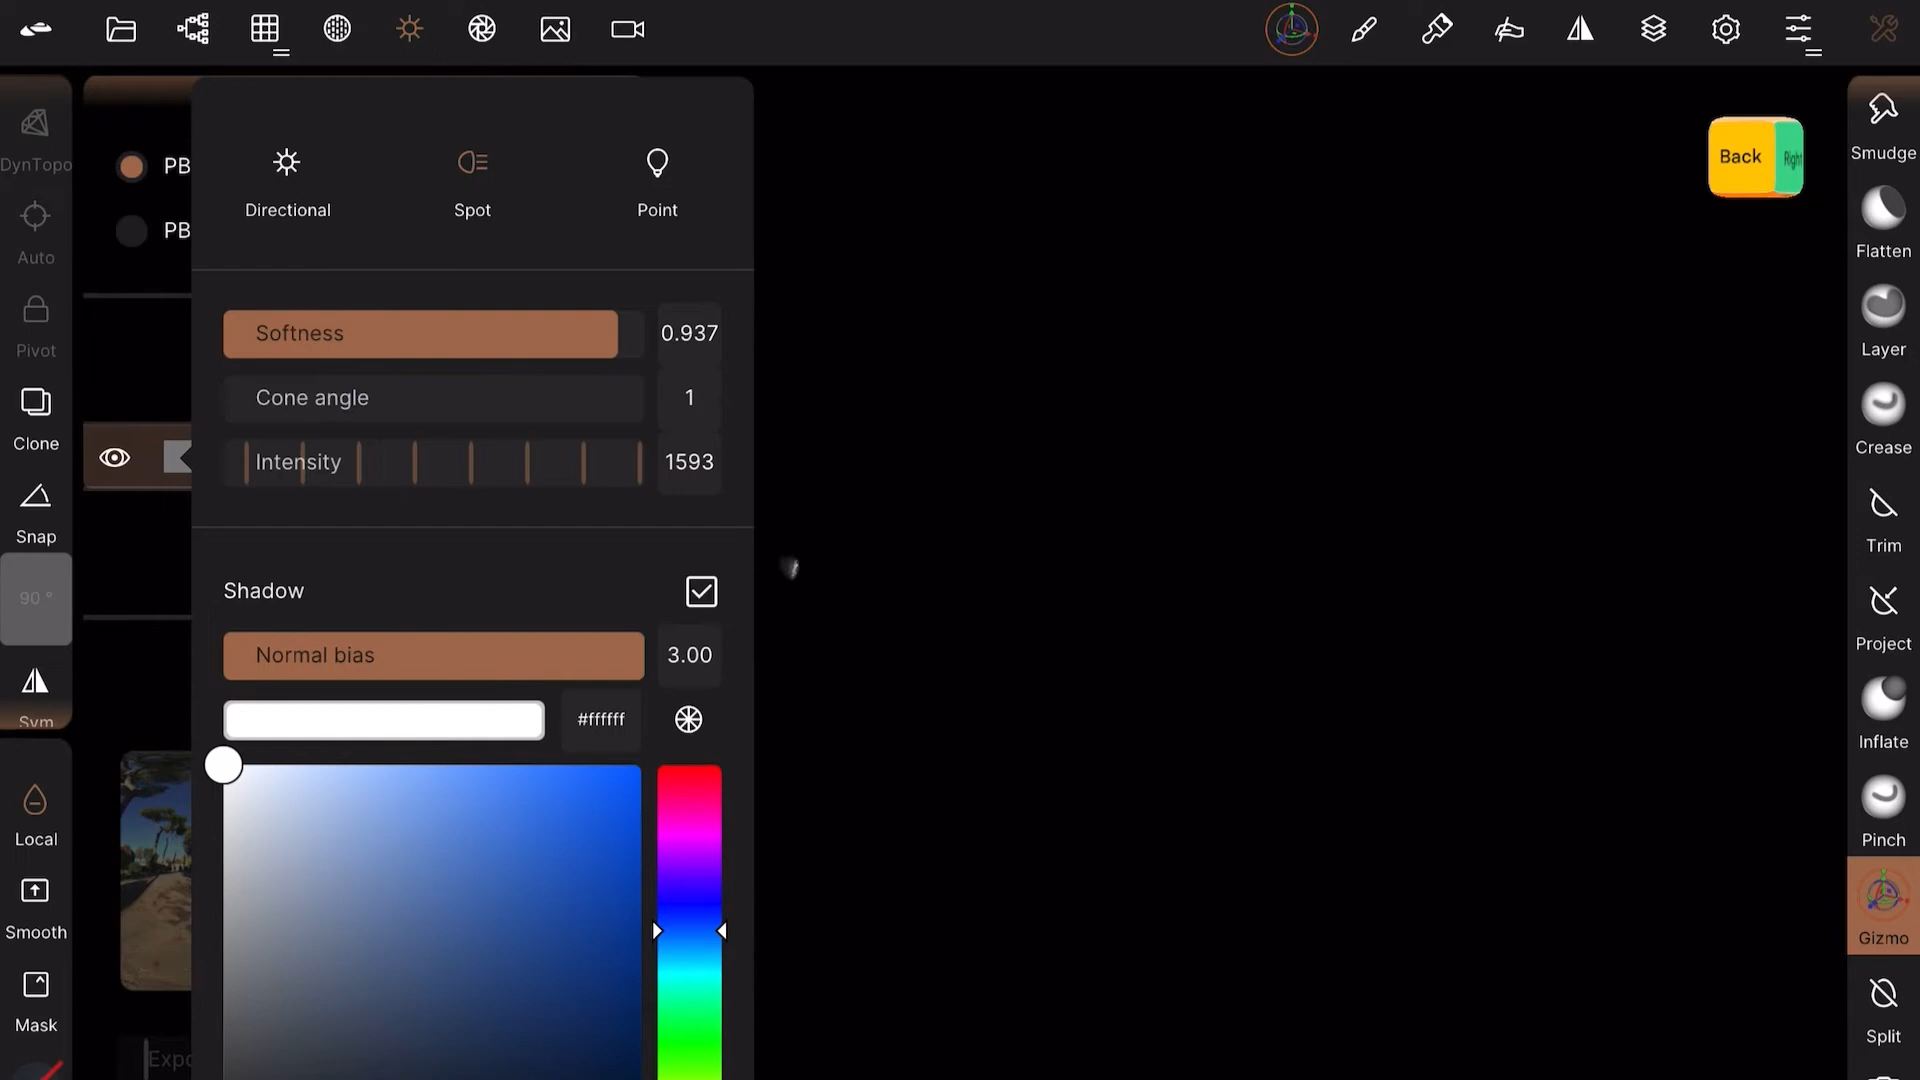 DynTopo
Auto
Pivot
Clone
Snap
90 °
Sym
Local
Smooth
Mask
PB
PB
Expo
Directional
Spot
Point
Softness
0.937
Cone angle
1
Intensity
1593
Shadow
Normal bias
3.00
#ffffff
Back
Right
Smudge
Flatten
Layer
Crease
Trim
Project
Inflate
Pinch
Gizmo
Split